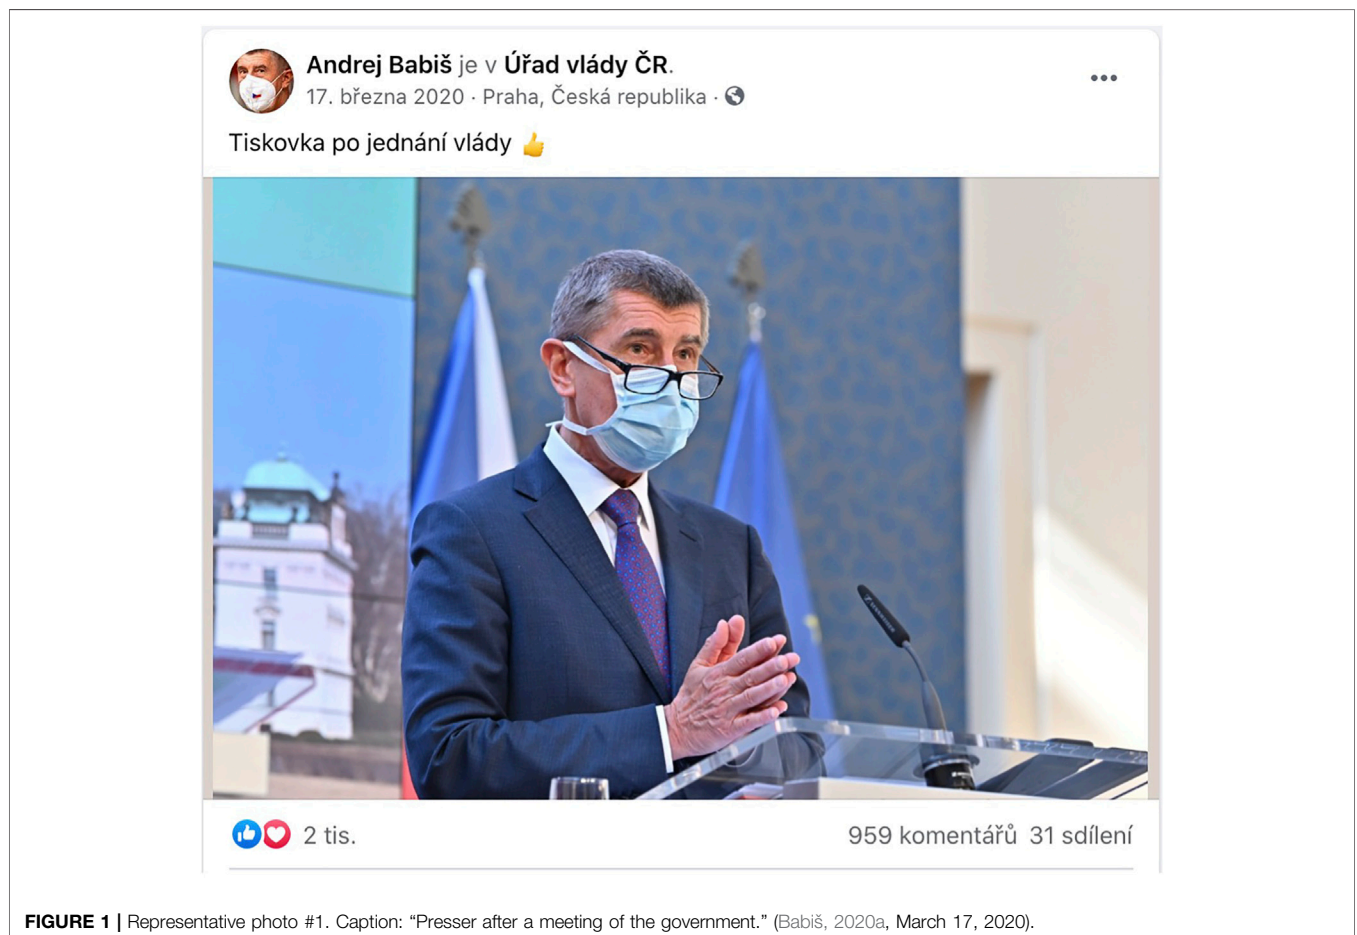 Andrej Babiš je v Úřad vlády ČR.
17. března 2020 · Praha, Česká republika ·
Tiskovka po jednání vlády 👍
2 tis.
959 komentářů 31 sdílení
FIGURE 1 | Representative photo #1. Caption: “Presser after a meeting of the government.” (Babiš, 2020a, March 17, 2020).